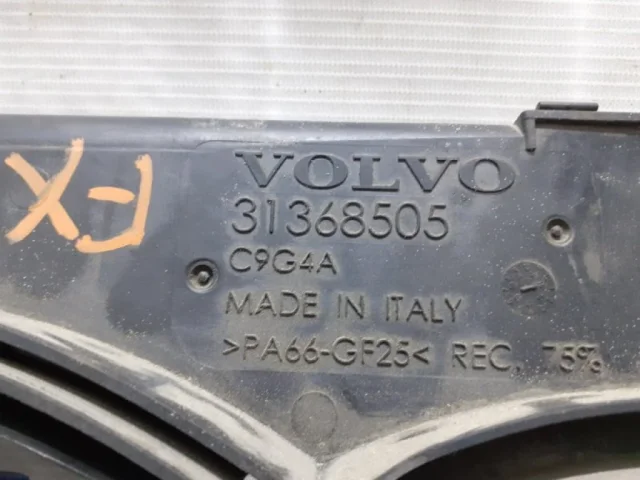 VOLVO
31368505
C9G4A
MADE IN ITALY
>PA66-GF25< REC, 75%